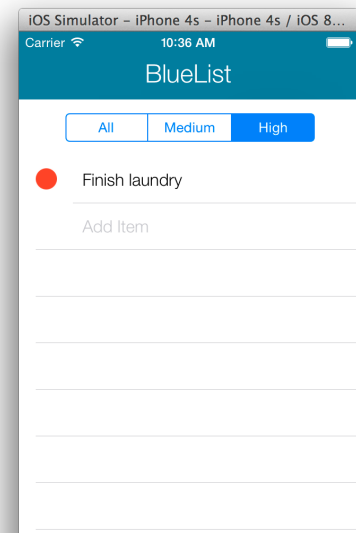 iOS Simulator – iPhone 4s – iPhone 4s / iOS 8...
Carrier 10:36 AM
BlueList
All Medium High
Finish laundry
Add Item